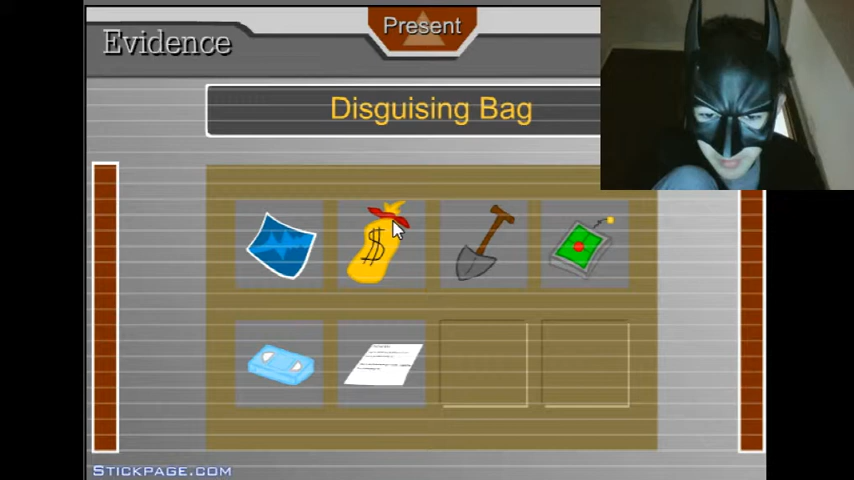 Present
Evidence
Disguising Bag
$
STICKPAGE.COM